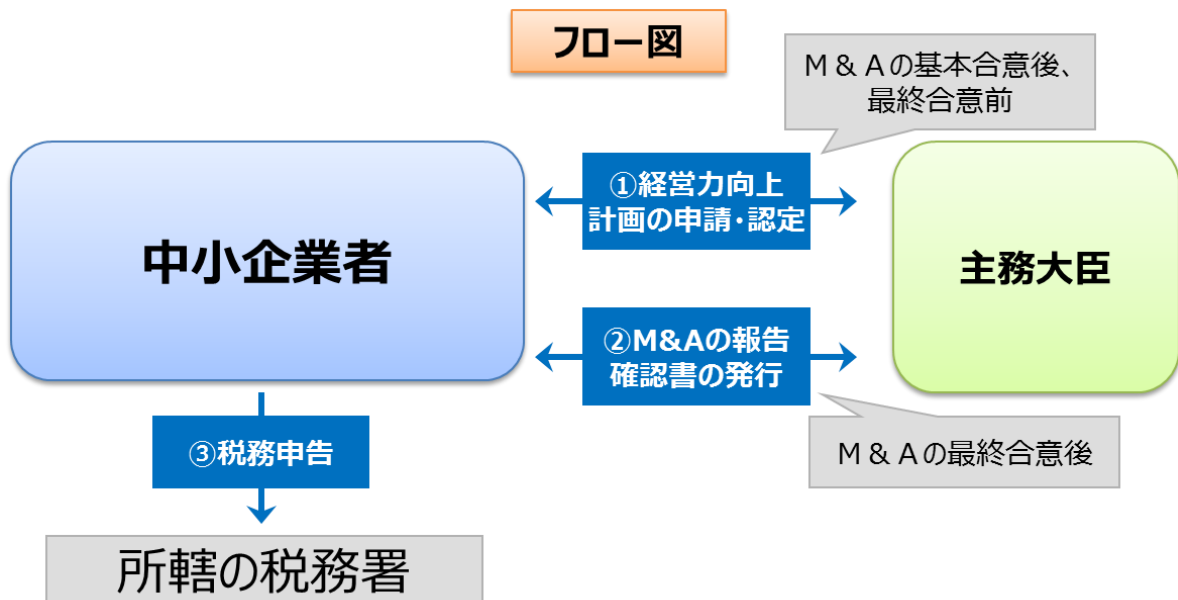 フロー図
M & Aの基本合意後、
最終合意前
中小企業者
①経営力向上
計画の申請・認定
主務大臣
②M&Aの報告
確認書の発行
M & Aの最終合意後
③税務申告
所轄の税務署